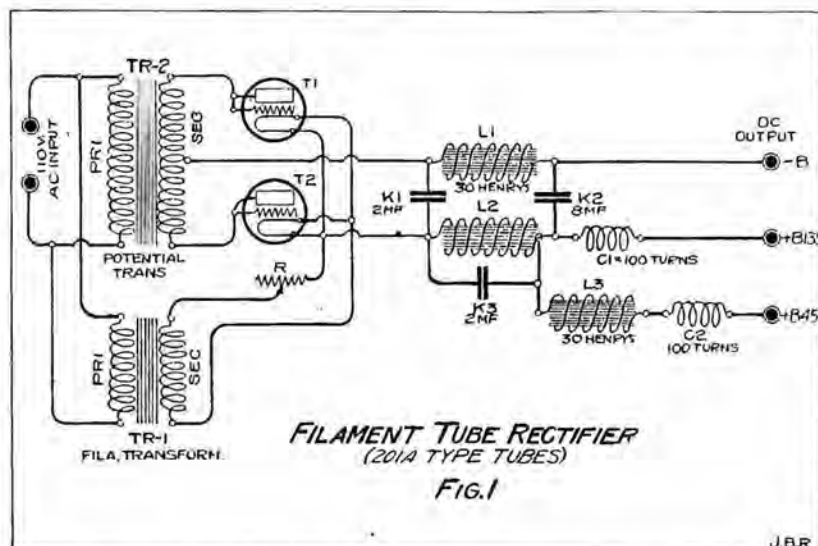 TR-2
T1
110V.
AC INPUT
PRI
SEC
L1
30 HENRYS
DC
OUTPUT
-B
K1
2MF
K2
8MF
T2
L2
C1=100 TURNS
+B135
POTENTIAL
TRANS
R
K3
2MF
L3
30 HENRYS
C2
100 TURNS
+B45
PRI
SEC
TR-1
FILA, TRANSFORM.
FILAMENT TUBE RECTIFIER
(201A TYPE TUBES)
FIG.1
J.B.R